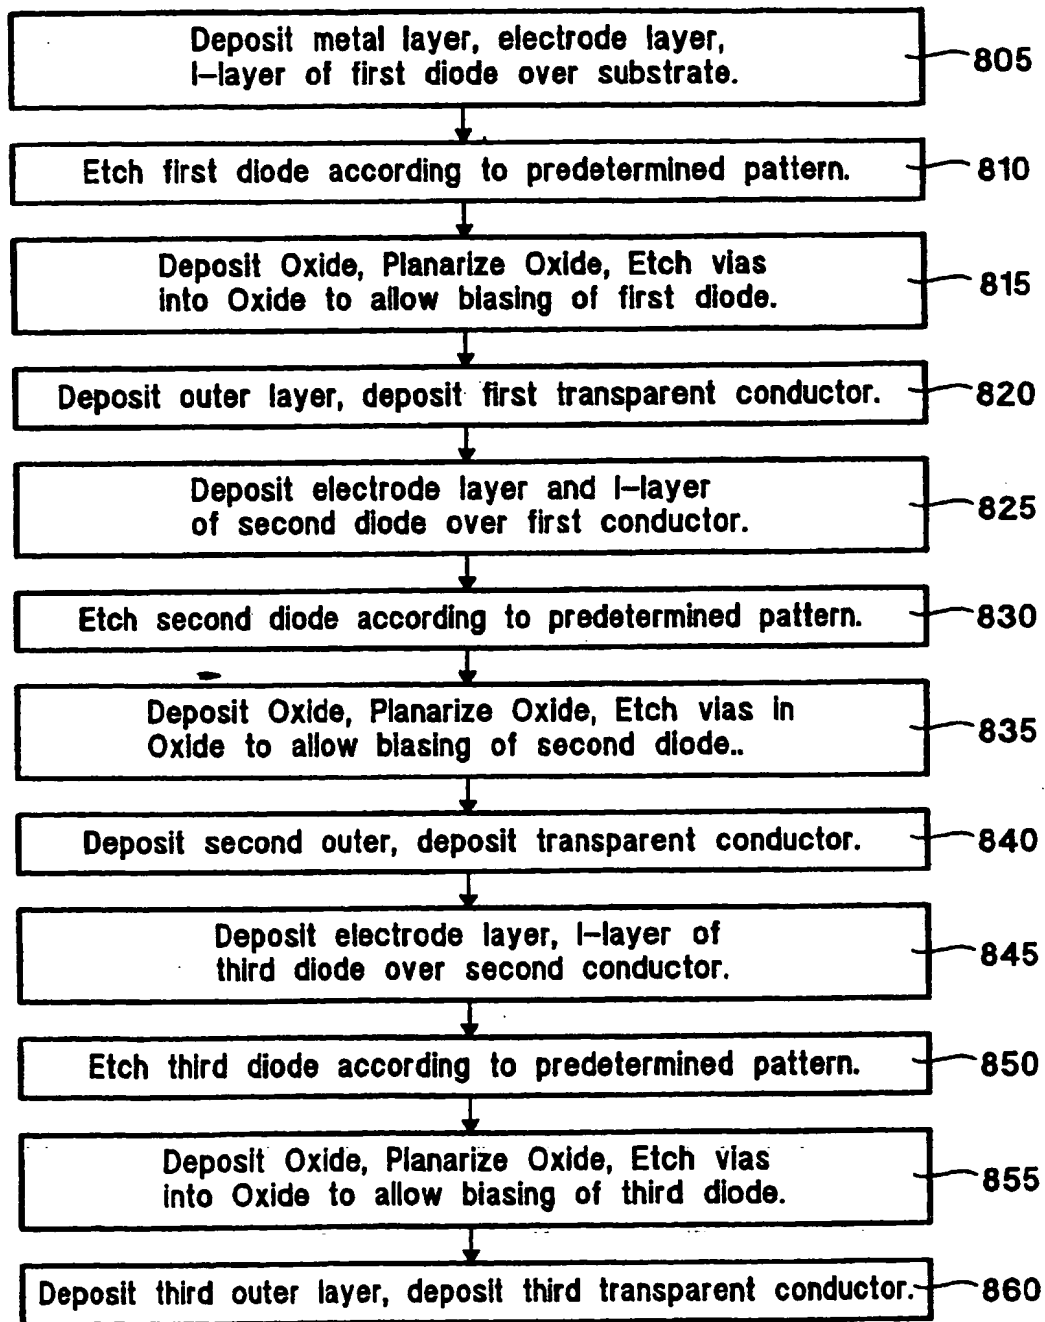 Deposit metal layer, electrode layer,
I-layer of first diode over substrate.
805
Etch first diode according to predetermined pattern.
810
Deposit Oxide, Planarize Oxide, Etch vias
into Oxide to allow biasing of first diode.
815
Deposit outer layer, deposit first transparent conductor.
820
Deposit electrode layer and I-layer
of second diode over first conductor.
825
Etch second diode according to predetermined pattern.
830
Deposit Oxide, Planarize Oxide, Etch vias in
Oxide to allow biasing of second diode..
835
Deposit second outer, deposit transparent conductor.
840
Deposit electrode layer, I-layer of
third diode over second conductor.
845
Etch third diode according to predetermined pattern.
850
Deposit Oxide, Planarize Oxide, Etch vias
into Oxide to allow biasing of third diode.
855
Deposit third outer layer, deposit third transparent conductor.
860